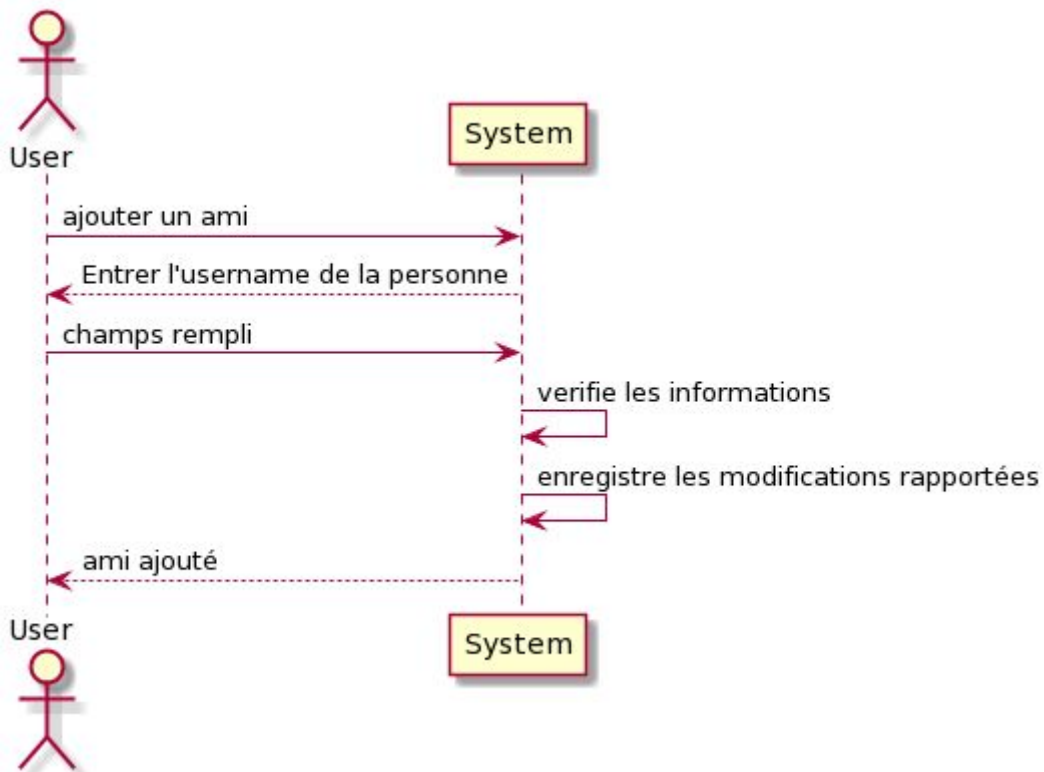 User
System
ajouter un ami
Entrer l'username de la personne
champs rempli
verifie les informations
enregistre les modifications rapportées
ami ajouté
User
System